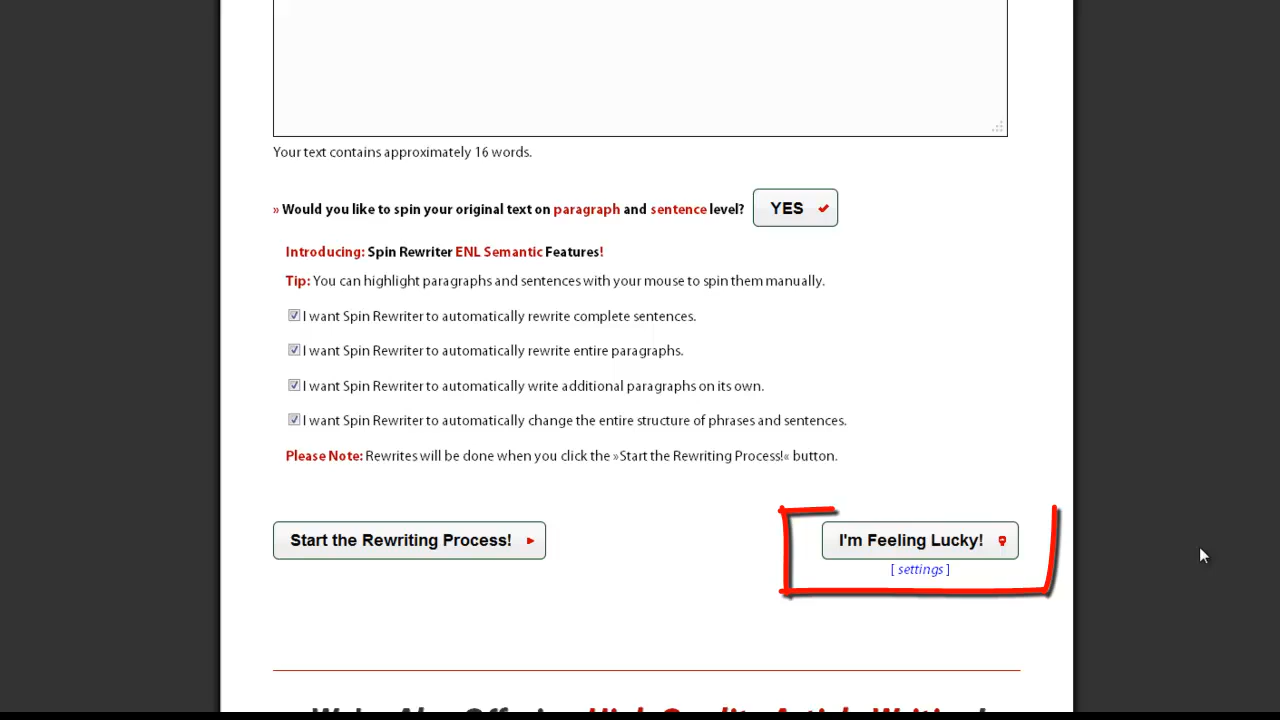 Your text contains approximately 16 words.
» Would you like to spin your original text on paragraph and sentence level? YES
Introducing: Spin Rewriter ENL Semantic Features!
Tip: You can highlight paragraphs and sentences with your mouse to spin them manually.
I want Spin Rewriter to automatically rewrite complete sentences.
I want Spin Rewriter to automatically rewrite entire paragraphs.
I want Spin Rewriter to automatically write additional paragraphs on its own.
I want Spin Rewriter to automatically change the entire structure of phrases and sentences.
Please Note: Rewrites will be done when you click the »Start the Rewriting Process!« button.
Start the Rewriting Process! I'm Feeling Lucky!
[ settings ]